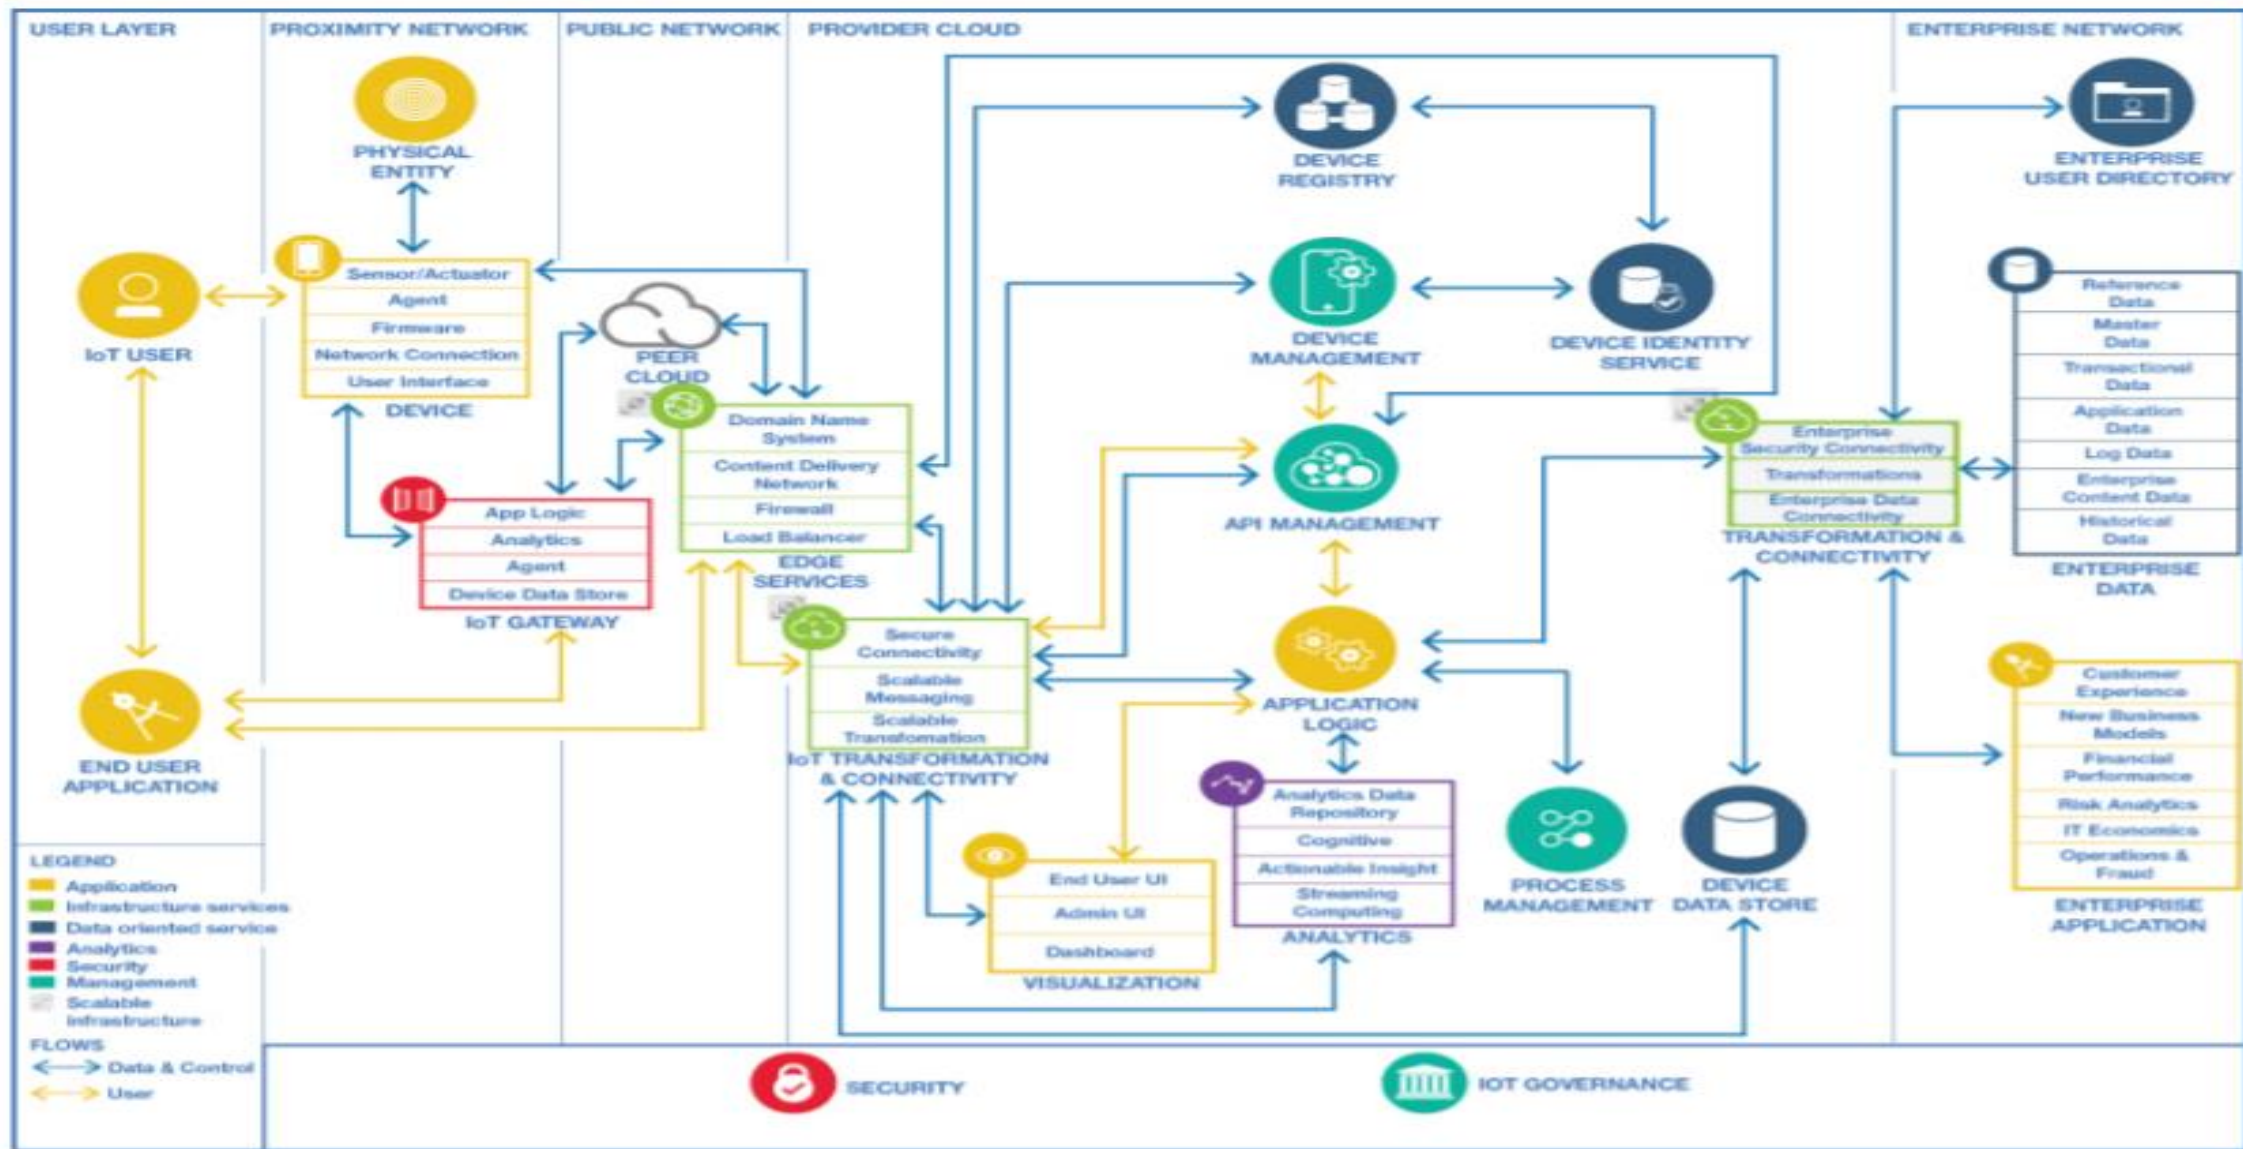 USER LAYER
PROXIMITY NETWORK
PUBLIC NETWORK
PROVIDER CLOUD
ENTERPRISE NETWORK
PHYSICAL
ENTITY
IoT USER
Sensor/Actuator
Agent
Firmware
Network Connection
User Interface
DEVICE
PEER
CLOUD
Domain Name
System
Content Delivery
Network
Firewall
Load Balancer
EDGE
SERVICES
App Logic
Analytics
Agent
Device Data Store
IoT GATEWAY
END USER
APPLICATION
Secure
Connectivity
Scalable
Messaging
Scalable
Transfomation
IoT TRANSFORMATION
& CONNECTIVITY
DEVICE
REGISTRY
DEVICE
MANAGEMENT
DEVICE IDENTITY
SERVICE
API MANAGEMENT
APPLICATION
LOGIC
End User UI
Admin UI
Dashboard
VISUALIZATION
Analytics Data
Repository
Cognitive
Actionable Insight
Streaming
Computing
ANALYTICS
PROCESS
MANAGEMENT
DEVICE
DATA STORE
Enterprise
Security Connectivity
Transformations
Enterprise Data
Connectivity
TRANSFORMATION &
CONNECTIVITY
ENTERPRISE
USER DIRECTORY
Reference
Data
Master
Data
Transactional
Data
Application
Data
Log Data
Enterprise
Content Data
Historical
Data
ENTERPRISE
DATA
Customer
Experience
New Business
Models
Financial
Performance
Risk Analytics
IT Economics
Operations &
Fraud
ENTERPRISE
APPLICATION
LEGEND
Application
Infrastructure services
Data oriented service
Analytics
Security
Management
Scalable
infrastructure
FLOWS
Data & Control
User
SECURITY
IOT GOVERNANCE